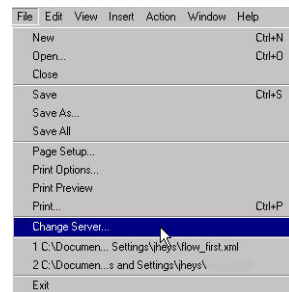 File Edit View Insert Action Window Help
New Ctrl+N
Open... Ctrl+O
Close
Save Ctrl+S
Save As...
Save All
Page Setup...
Print Options...
Print Preview
Print... Ctrl+P
Change Server...
1 C:\Documen... Settings\jheys\flow_first.xml
2 C:\Documen...s and Settings\jheys\
Exit